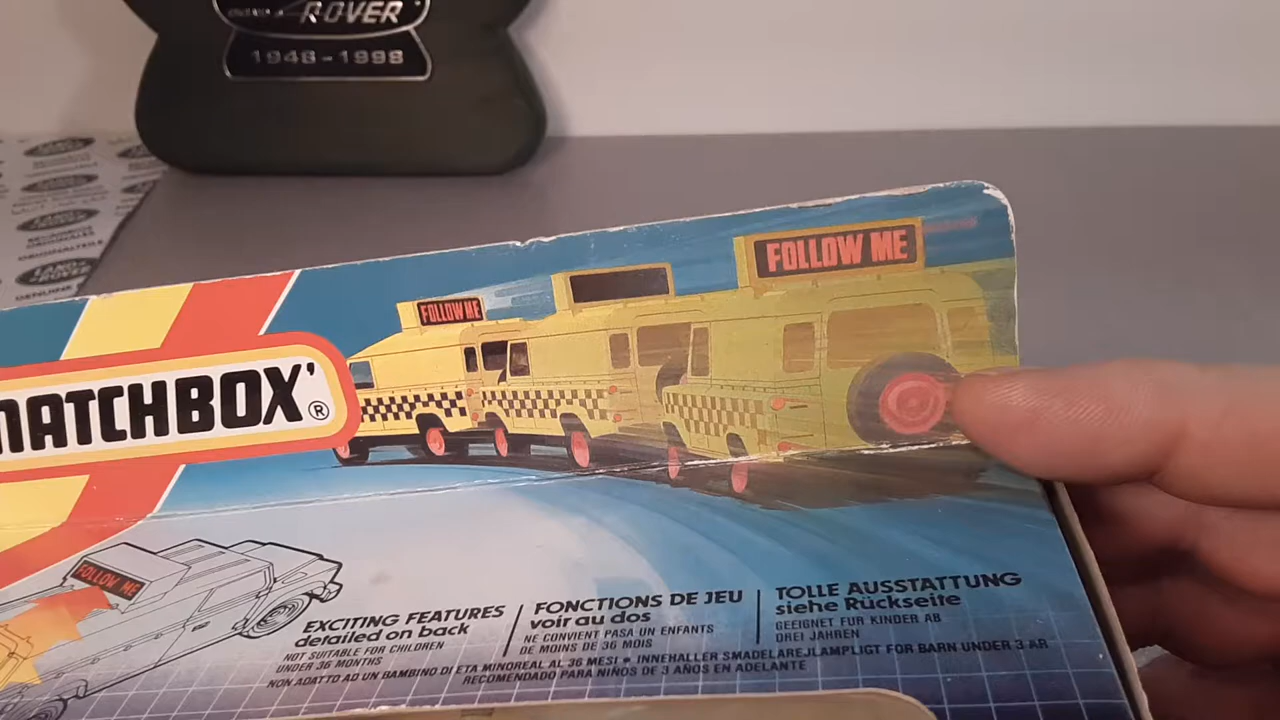 ROVER
1948-1998
LAND
ROVER
GENUINE
MATCHBOX®
FOLLOW ME
FOLLOW ME
FOLLOW ME
EXCITING FEATURES
detailed on back
NOT SUITABLE FOR CHILDREN
UNDER 36 MONTHS
FONCTIONS DE JEU
voir au dos
NE CONVIENT PASA UN ENFANTS
DE MOINS DE 36 MOIS
TOLLE AUSSTATTUNG
siehe Rückseite
GEEIGNET FUR KINDER AB
DREI JAHREN
NON ADATTO AD UN BAMBINO DI ETA MINOREAL AL 36 MESI • INNEHALLER SMADELAREJLAMPLIGT FOR BARN UNDER 3 AR
RECOMENDADO PARA NIÑOS DE 3 AÑOS EN ADELANTE